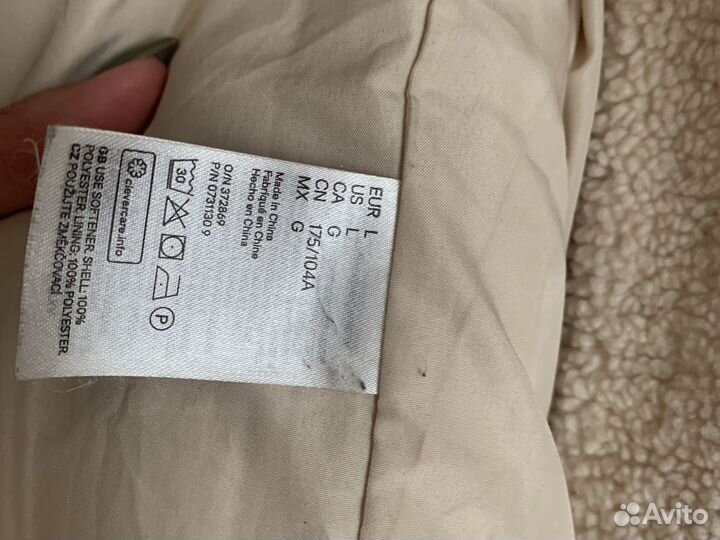 EUR L
US L
CA G
CN 175/104A
MX G
Made in China
Fabriqué en Chine
Hecho en China
O/N 372869
P/N 0731130 9
30
P
clevercare.info
GB USE SOFTENER. SHELL: 100%
POLYESTER. LINING: 100% POLYESTER.
CZ POUŽIJTE ZMĚKČOVAČ!
Avito